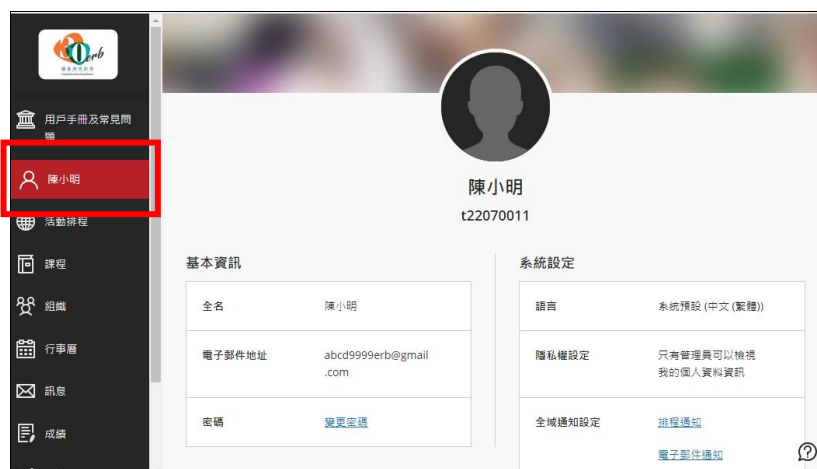 erb
用戶手冊及常見問
題
陳小明
活動排程
課程
組織
行事曆
訊息
成績
陳小明
t22070011
基本資訊
全名
陳小明
電子郵件地址
abcd9999erb@gmail
.com
密碼
變更密碼
系統設定
語言
系統預設 (中文 (繁體))
隱私權設定
只有管理員可以檢視
我的個人資料資訊
全域通知設定
排程通知
電子郵件通知